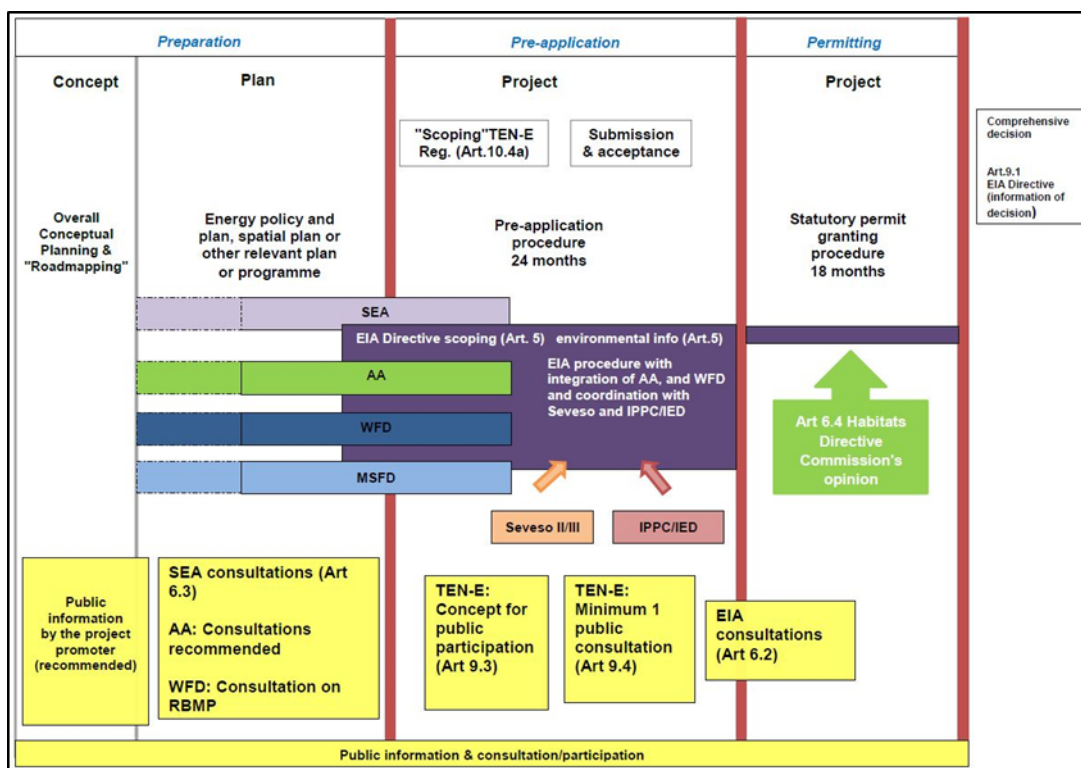 Preparation
Pre-application
Permitting
Concept
Plan
Project
Project
"Scoping"TEN-E
Reg. (Art.10.4a)
Submission
& acceptance
Comprehensive
decision
Art.9.1
EIA Directive
(information of
decision)
Overall
Conceptual
Planning &
"Roadmapping"
Energy policy and
plan, spatial plan or
other relevant plan
or programme
Pre-application
procedure
24 months
Statutory permit
granting
procedure
18 months
SEA
EIA Directive scoping (Art. 5) environmental info (Art.5)
EIA procedure with
integration of AA, and WFD
and coordination with
Seveso and IPPC/IED
AA
WFD
MSFD
Art 6.4 Habitats
Directive
Commission's
opinion
Seveso II/III
IPPC/IED
Public
information
by the project
promoter
(recommended)
SEA consultations (Art
6.3)
AA: Consultations
recommended
WFD: Consultation on
RBMP
TEN-E:
Concept for
public
participation
(Art 9.3)
TEN-E:
Minimum 1
public
consultation
(Art 9.4)
EIA
consultations
(Art 6.2)
Public information & consultation/participation